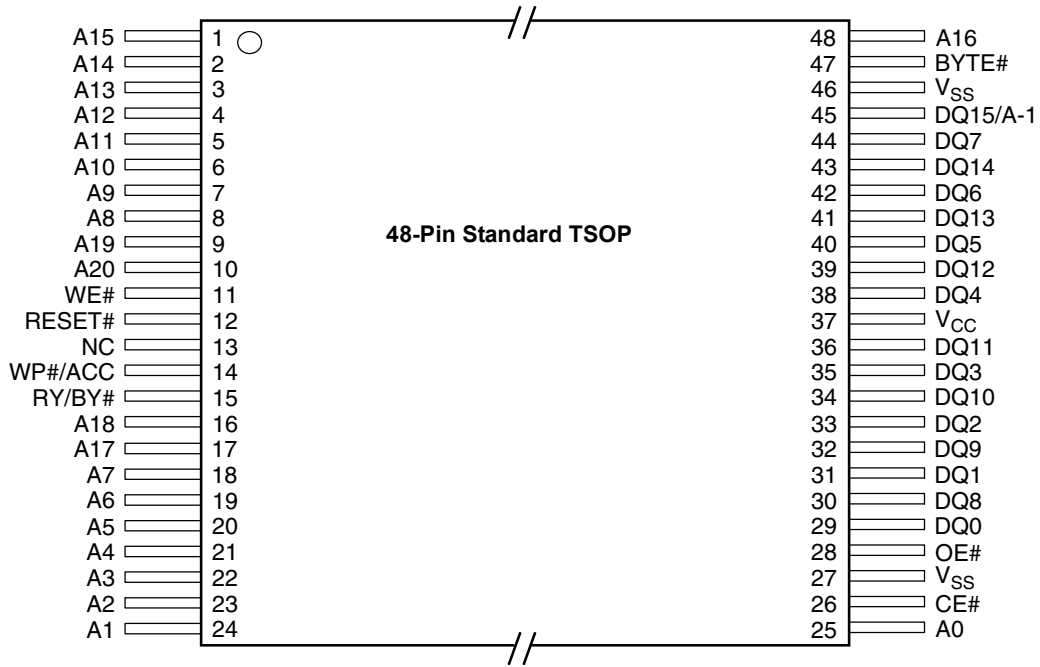 A15 1 48 A16
A14 2 47 BYTE#
A13 3 46 VSS
A12 4 45 DQ15/A-1
A11 5 44 DQ7
A10 6 43 DQ14
A9 7 42 DQ6
A8 8 41 DQ13
48-Pin Standard TSOP
A19 9 40 DQ5
A20 10 39 DQ12
WE# 11 38 DQ4
RESET# 12 37 VCC
NC 13 36 DQ11
WP#/ACC 14 35 DQ3
RY/BY# 15 34 DQ10
A18 16 33 DQ2
A17 17 32 DQ9
A7 18 31 DQ1
A6 19 30 DQ8
A5 20 29 DQ0
A4 21 28 OE#
A3 22 27 VSS
A2 23 26 CE#
A1 24 25 A0